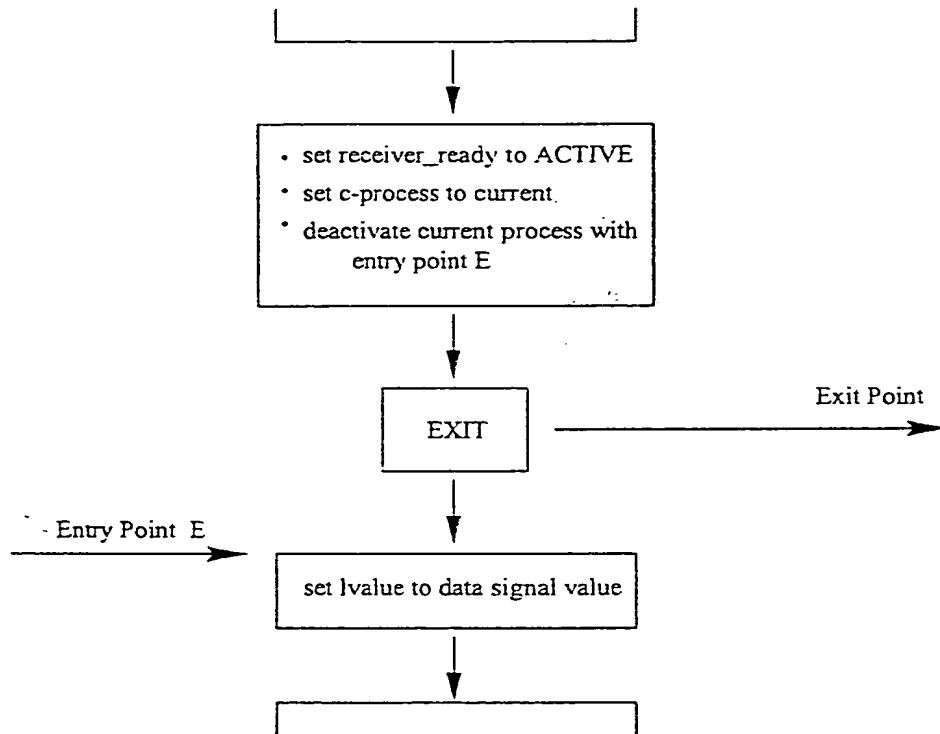 • set receiver_ready to ACTIVE
• set c-process to current
• deactivate current process with
entry point E
EXIT
Exit Point
Entry Point E
set lvalue to data signal value